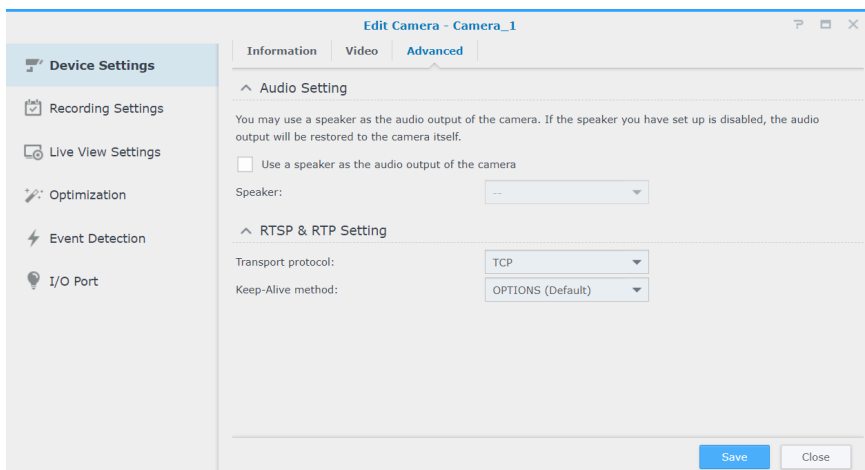 Edit Camera - Camera_1
Device Settings
Recording Settings
Live View Settings
Optimization
Event Detection
I/O Port
Information Video Advanced
Audio Setting
You may use a speaker as the audio output of the camera. If the speaker you have set up is disabled, the audio
output will be restored to the camera itself.
Use a speaker as the audio output of the camera
Speaker: --
RTSP & RTP Setting
Transport protocol: TCP
Keep-Alive method: OPTIONS (Default)
Save Close